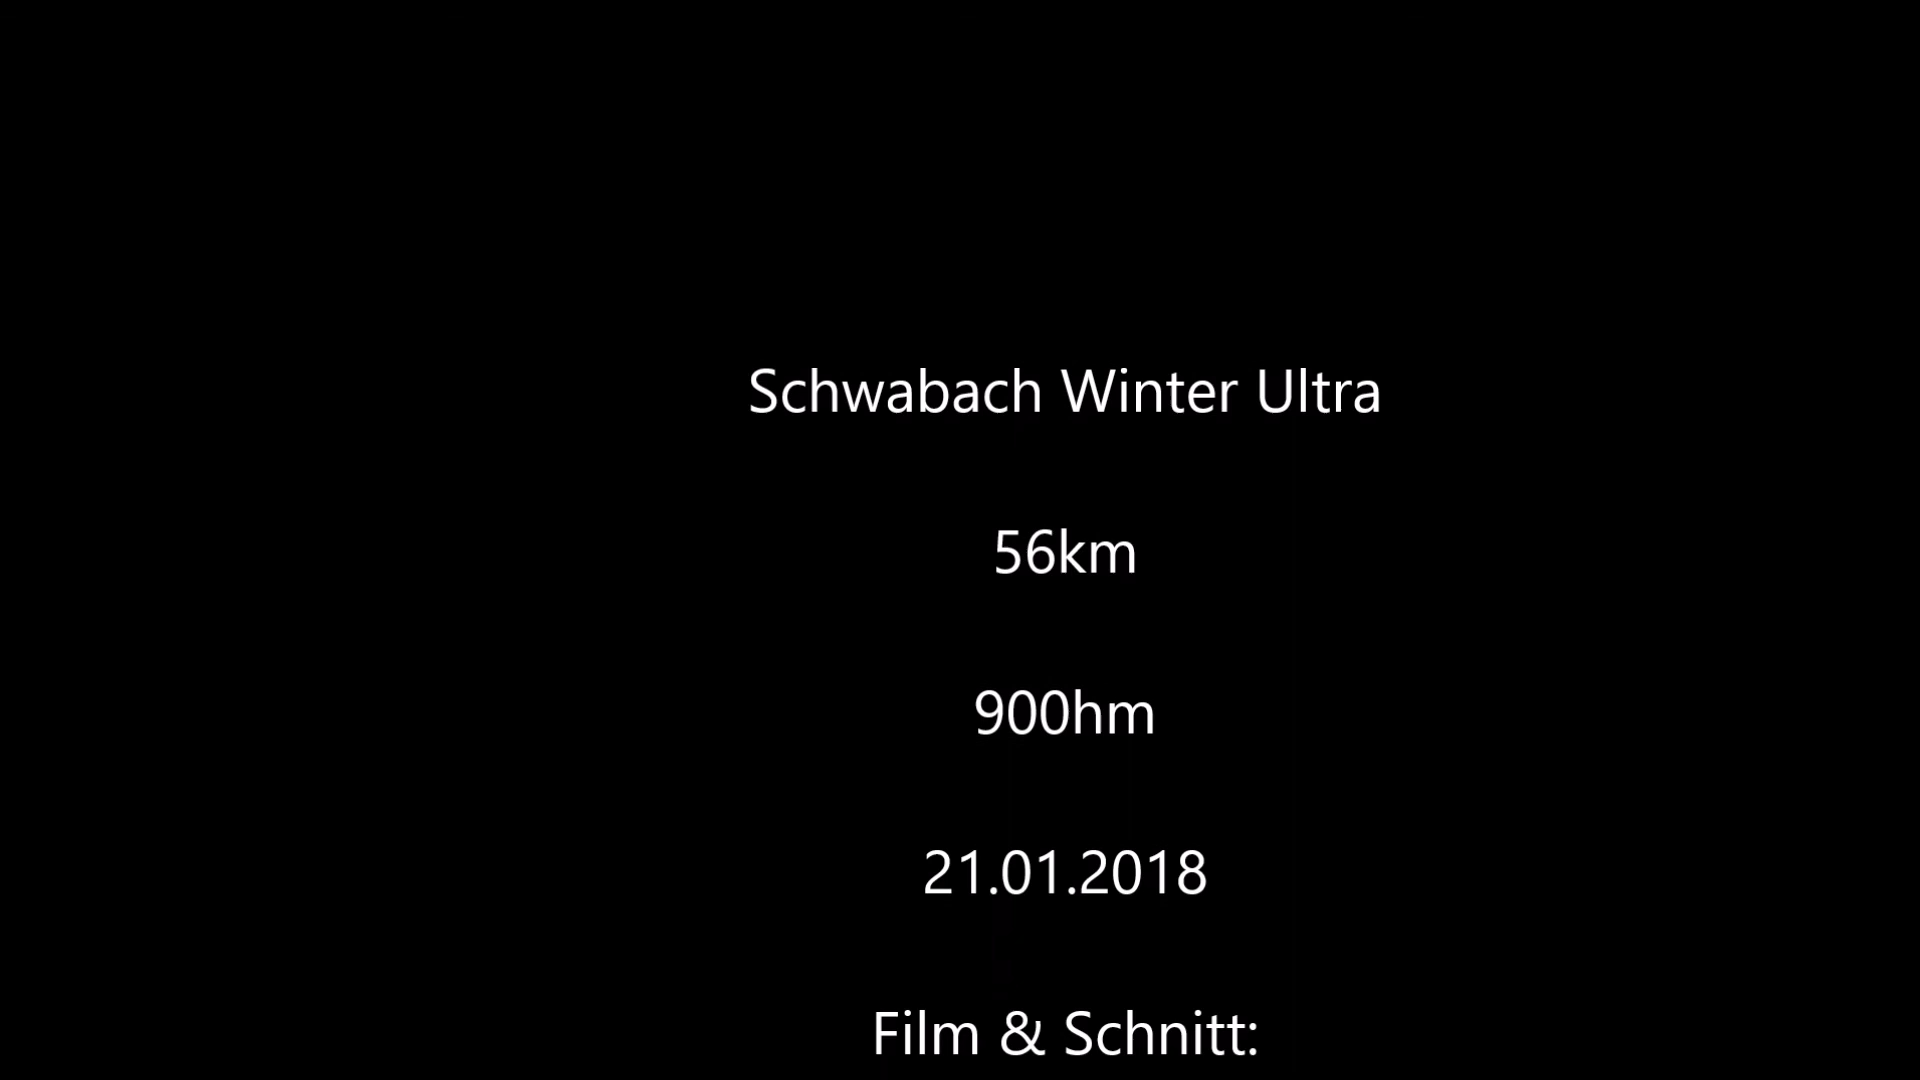 Schwabach Winter Ultra
56km
900hm
21.01.2018
Film & Schnitt: